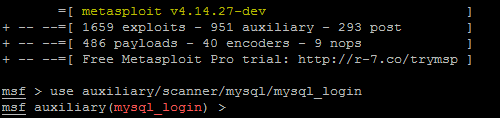 =[ metasploit v4.14.27-dev ]
+ -- --=[ 1659 exploits - 951 auxiliary - 293 post ]
+ -- --=[ 486 payloads - 40 encoders - 9 nops ]
+ -- --=[ Free Metasploit Pro trial: http://r-7.co/trymsp ]
msf > use auxiliary/scanner/mysql/mysql_login
msf auxiliary(mysql_login) >